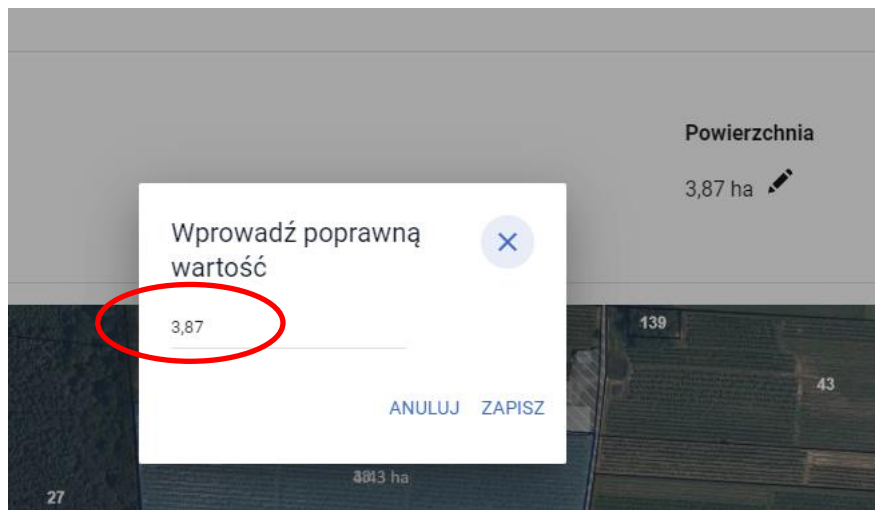 Powierzchnia
3,87 ha
Wprowadź poprawną
wartość
3,87
139
43
ANULUJ ZAPISZ
ha
27